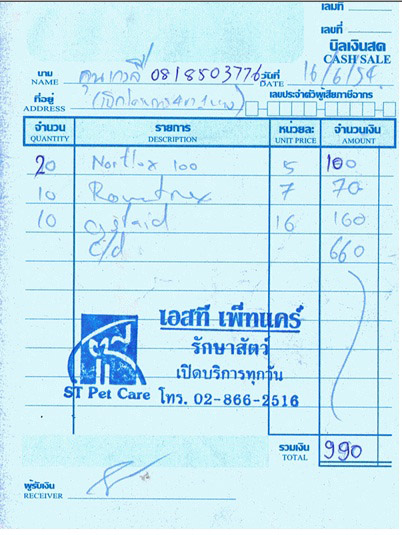 เล่มที่
เลขที่
บิลเงินสด
CASH SALE
นาม
NAME คุณ 0818503776 วันที่
DATE 16/6/54
ที่อยู่
ADDRESS
เลขประจำตัวผู้เสียภาษีอากร
จำนวน รายการ หน่วยละ จำนวนเงิน
QUANTITY DESCRIPTION UNIT PRICE AMOUNT
20 100 5 100
10 7 70
10 cystaid 16 160
c/d - 660
เอสที เพ็ทแคร์
รักษาสัตว์
เปิดบริการทุกวัน
ST Pet Care โทร. 02-866-2516
รวมเงิน
TOTAL 990
ผู้รับเงิน
RECEIVER